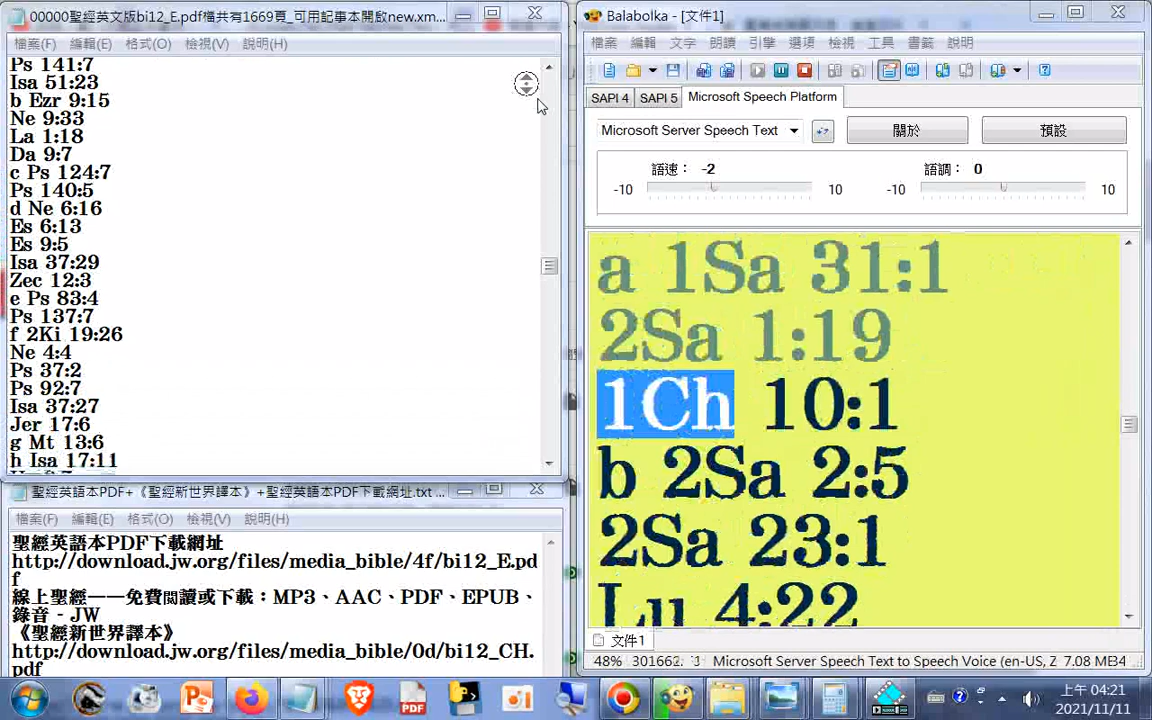 00000聖經英文版bi12_E.pdf檔共有1669頁_可用記事本開啟new.xm...
檔案(F) 編輯(E) 格式(O) 檢視(V) 說明(H)
Ps 141:7
Isa 51:23
b Ezr 9:15
Ne 9:33
La 1:18
Da 9:7
c Ps 124:7
Ps 140:5
d Ne 6:16
Es 6:13
Es 9:5
Isa 37:29
Zec 12:3
e Ps 83:4
Ps 137:7
f 2Ki 19:26
Ne 4:4
Ps 37:2
Ps 92:7
Isa 37:27
Jer 17:6
g Mt 13:6
h Isa 17:11
聖經英語本PDF+《聖經新世界譯本》+聖經英語本PDF下載網址.txt ...
檔案(F) 編輯(E) 格式(O) 檢視(V) 說明(H)
聖經英語本PDF下載網址
http://download.jw.org/files/media_bible/4f/bi12_E.pd
f
線上聖經——免費閱讀或下載：MP3、AAC、PDF、EPUB、
錄音 - JW
《聖經新世界譯本》
http://download.jw.org/files/media_bible/0d/bi12_CH.
pdf
Balabolka - [文件1]
檔案 編輯 文字 朗讀 引擎 選項 檢視 工具 書籤 說明
SAPI 4 SAPI 5 Microsoft Speech Platform
Microsoft Server Speech Text 關於 預設
語速： -2 語調： 0
-10 10 -10 10
a 1Sa 31:1
2Sa 1:19
1Ch 10:1
b 2Sa 2:5
2Sa 23:1
Lu 4:22
文件1
48% 301662. Microsoft Server Speech Text to Speech Voice (en-US, Z 7.08 MB34
上午 04:21
2021/11/11